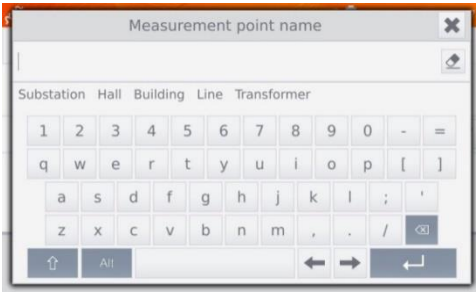 Measurement point name
Substation Hall Building Line Transformer
1 2 3 4 5 6 7 8 9 0 - =
q w e r t y u i o p [ ]
a s d f g h j k l ; '
z x c v b n m , . /
Alt